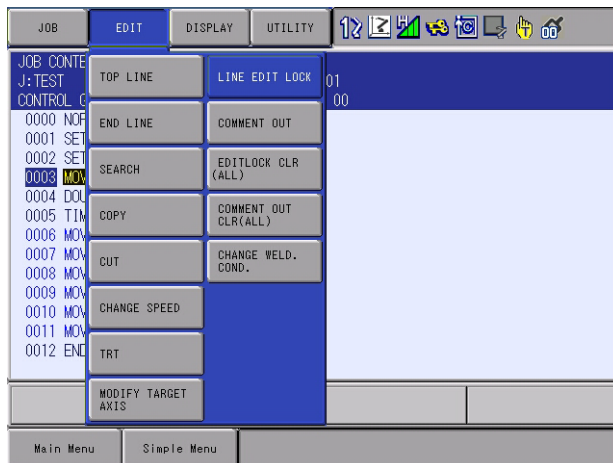 JOB EDIT DISPLAY UTILITY
JOB CONTE
J:TEST 01
CONTROL G 00
0000 NOP
0001 SET
0002 SET
0003 MOV
0004 DOU
0005 TIM
0006 MOV
0007 MOV
0008 MOV
0009 MOV
0010 MOV
0011 MOV
0012 END
TOP LINE
END LINE
SEARCH
COPY
CUT
CHANGE SPEED
TRT
MODIFY TARGET
AXIS
LINE EDIT LOCK
COMMENT OUT
EDITLOCK CLR
(ALL)
COMMENT OUT
CLR(ALL)
CHANGE WELD.
COND.
Main Menu Simple Menu